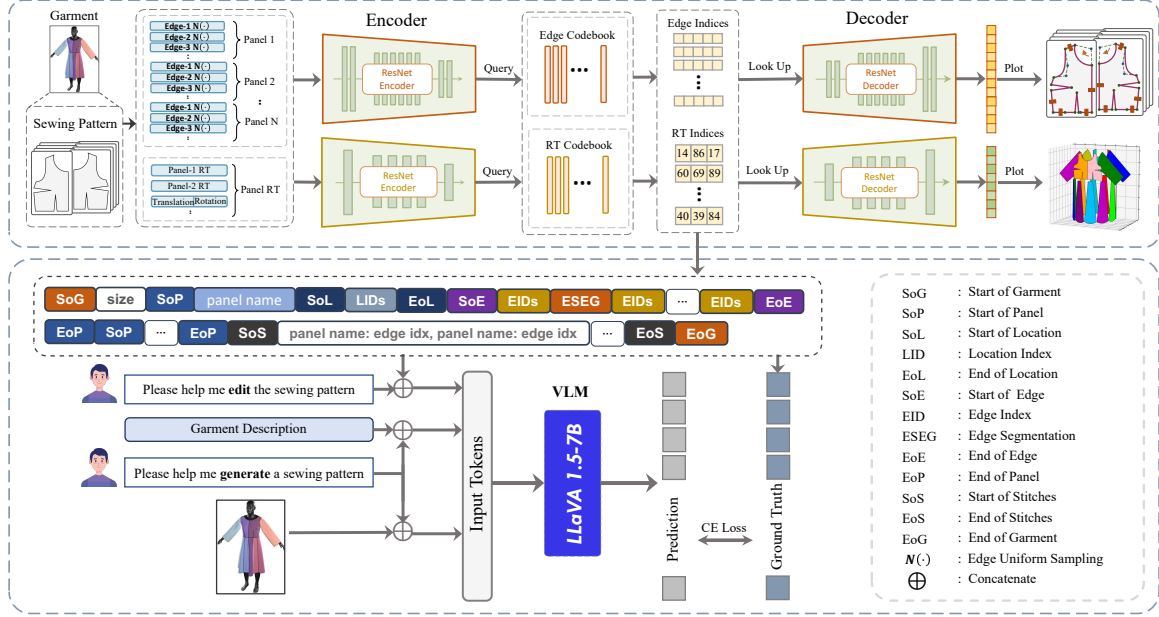 Garment
Sewing Pattern
Edge-1 N(·)
Edge-2 N(·)
Edge-3 N(·)
:
Panel 1
Edge-1 N(·)
Edge-2 N(·)
Edge-3 N(·)
:
Panel 2
:
Edge-1 N(·)
Edge-2 N(·)
Edge-3 N(·)
:
Panel N
Panel-1 RT
Panel-2 RT
Translation Rotation
:
Panel RT
Encoder
ResNet
Encoder
Query
Edge Codebook
...
Edge Indices
⋮
Look Up
Decoder
ResNet
Decoder
Plot
ResNet
Encoder
Query
RT Codebook
...
RT Indices
14 86 17
60 69 89
⋮
40 39 84
Look Up
ResNet
Decoder
Plot
SoG size SoP panel name SoL LIDs EoL SoE EIDs ESEG EIDs ... EIDs EoE
EoP SoP ... EoP SoS panel name: edge idx, panel name: edge idx ... EoS EoG
Please help me edit the sewing pattern
Garment Description
Please help me generate a sewing pattern
Input Tokens
VLM
LLaVA 1.5-7B
Prediction
CE Loss
Ground Truth
SoG : Start of Garment
SoP : Start of Panel
SoL : Start of Location
LID : Location Index
EoL : End of Location
SoE : Start of Edge
EID : Edge Index
ESEG : Edge Segmentation
EoE : End of Edge
EoP : End of Panel
SoS : Start of Stitches
EoS : End of Stitches
EoG : End of Garment
N(·) : Edge Uniform Sampling
⊕ : Concatenate